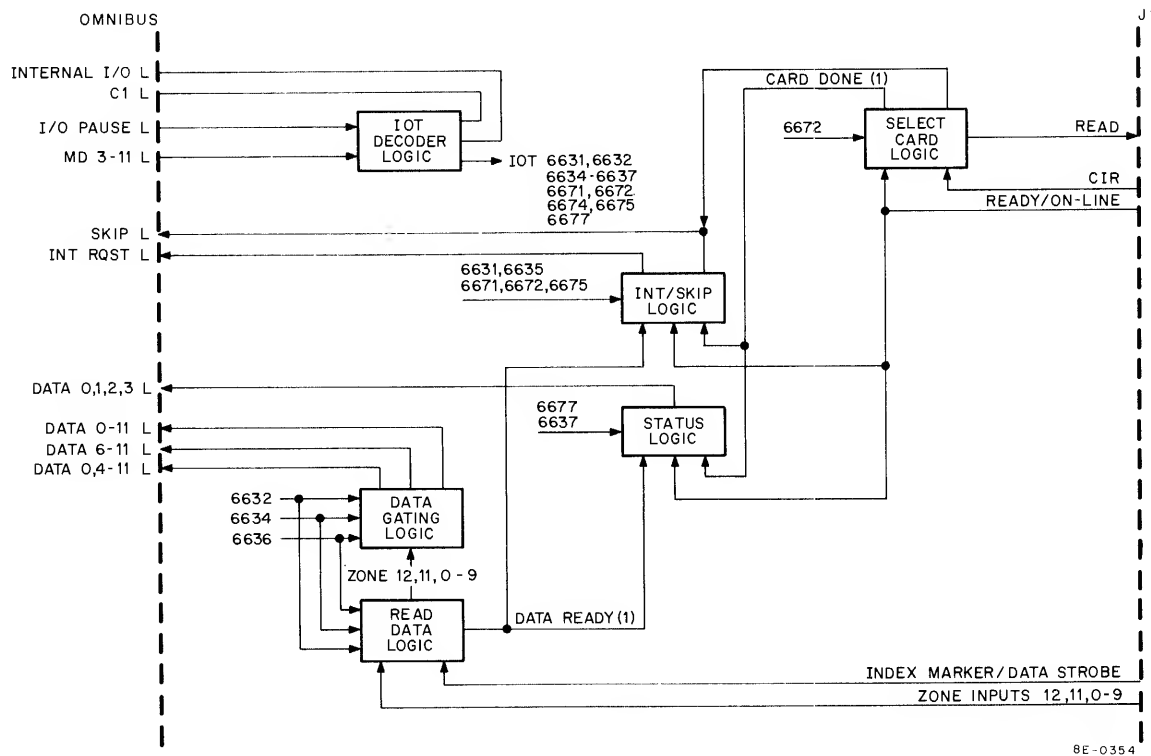 OMNIBUS
J
INTERNAL I/O L
C1 L
I/O PAUSE L
MD 3-11 L
IOT
DECODER
LOGIC
IOT 6631,6632
6634-6637
6671,6672
6674,6675
6677
CARD DONE (1)
6672
SELECT
CARD
LOGIC
READ
CIR
READY/ON-LINE
SKIP L
INT RQST L
6631,6635
6671,6672,6675
INT/SKIP
LOGIC
DATA 0,1,2,3 L
6677
6637
STATUS
LOGIC
DATA 0-11 L
DATA 6-11 L
DATA 0,4-11 L
6632
6634
6636
DATA
GATING
LOGIC
ZONE 12,11,0-9
READ
DATA
LOGIC
DATA READY (1)
INDEX MARKER/DATA STROBE
ZONE INPUTS 12,11,0-9
8E-0354